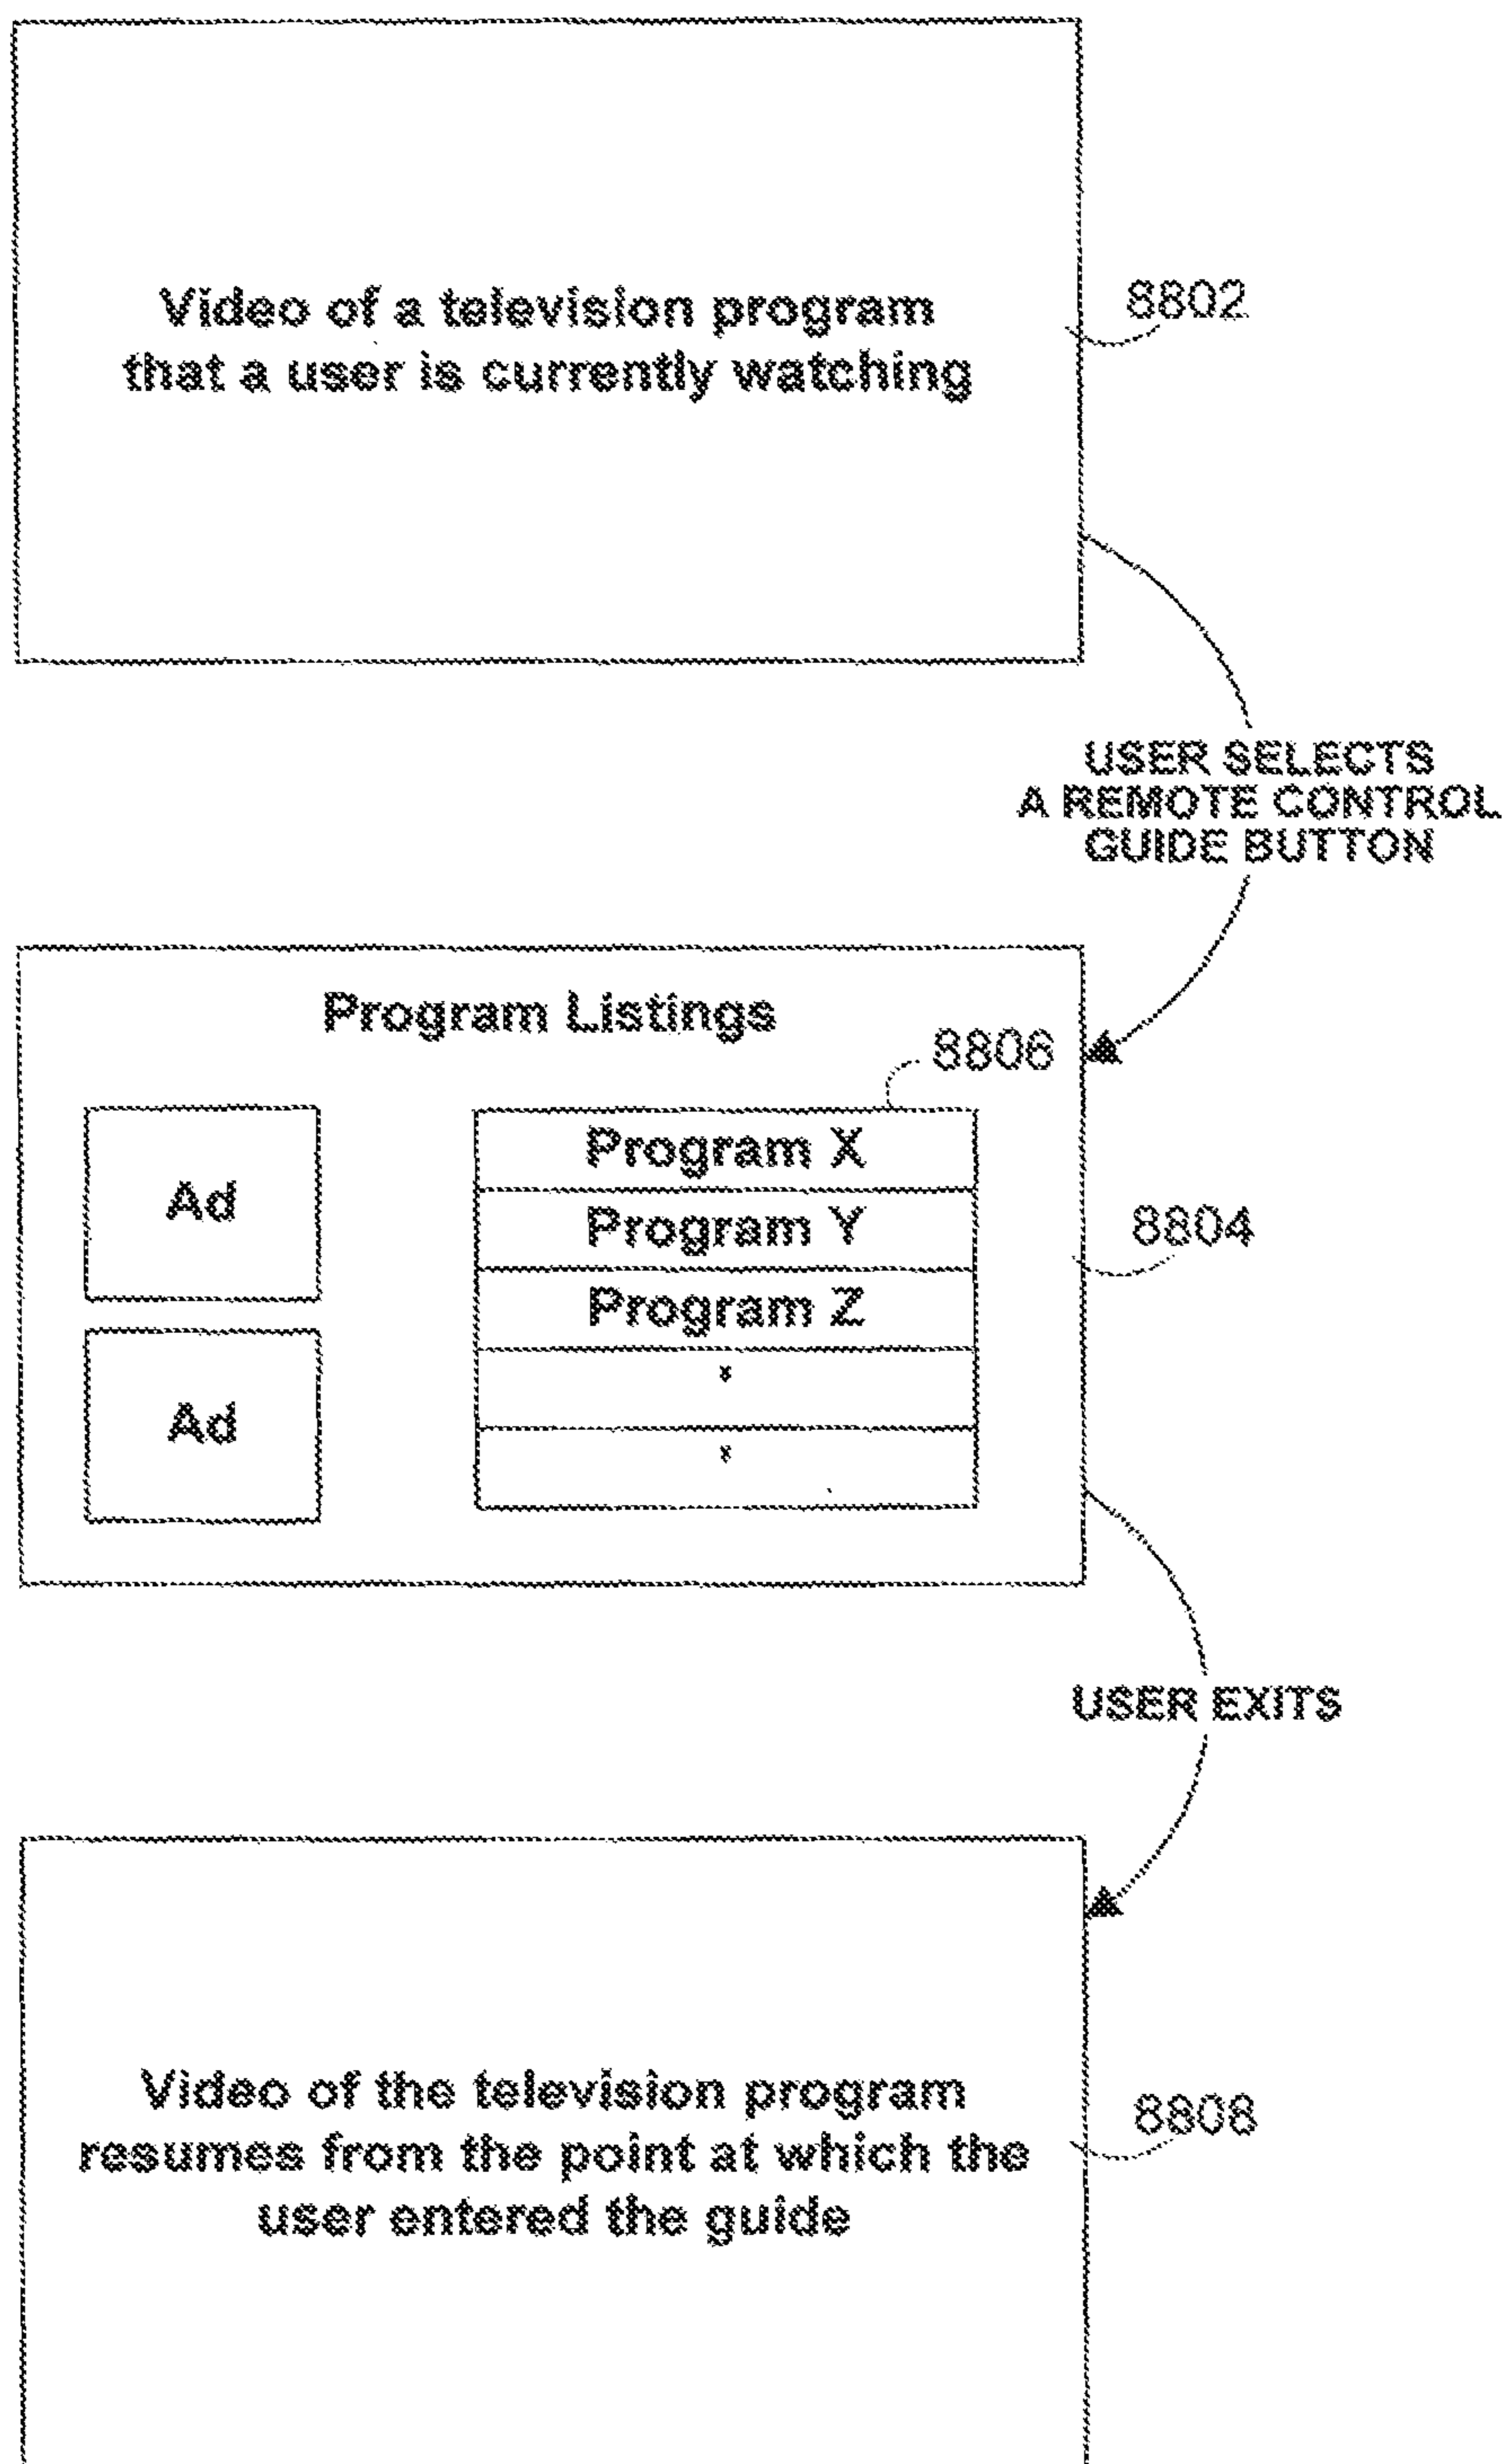 Video of a television program
that a user is currently watching
8802
USER SELECTS
A REMOTE CONTROL
GUIDE BUTTON
Program Listings
8806
Ad
Ad
Program X
Program Y
Program Z
8804
USER EXITS
Video of the television program
resumes from the point at which the
user entered the guide
8808